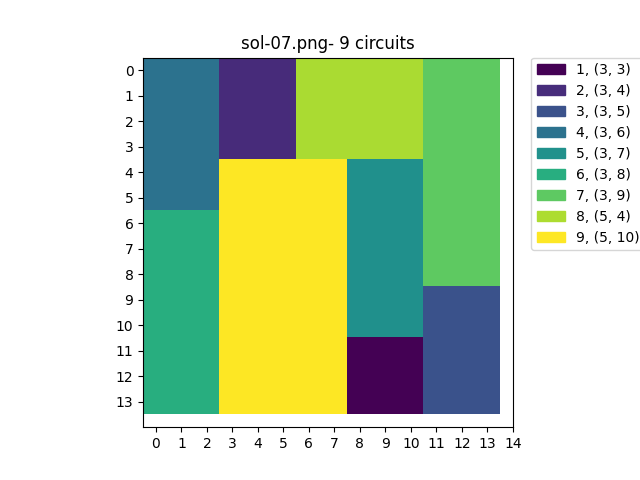 sol-07.png- 9 circuits
0
1
2
3
4
5
6
7
8
9
10
11
12
13
0 1 2 3 4 5 6 7 8 9 10 11 12 13 14
1, (3, 3)
2, (3, 4)
3, (3, 5)
4, (3, 6)
5, (3, 7)
6, (3, 8)
7, (3, 9)
8, (5, 4)
9, (5, 10)